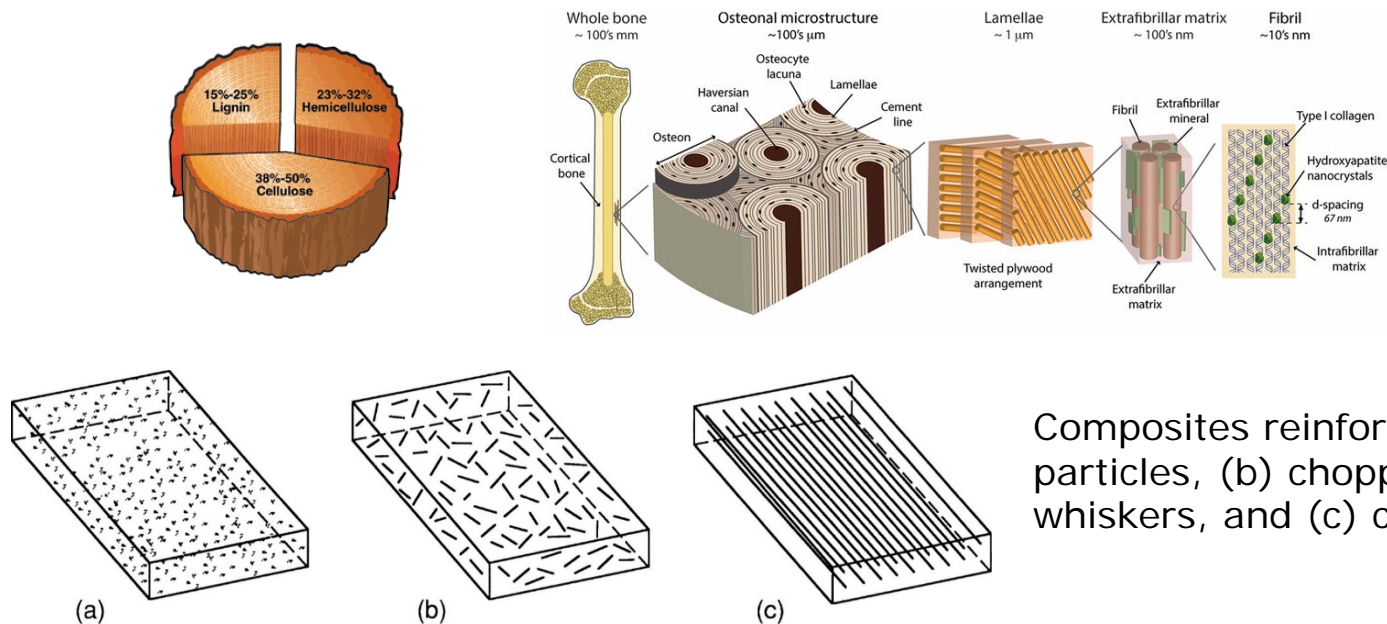 15%-25%
Lignin
23%-32%
Hemicellulose
38%-50%
Cellulose
Whole bone
~ 100's mm
Cortical
bone
Osteonal microstructure
~100's µm
Osteocyte
lacuna
Haversian
canal
Lamellae
Cement
line
Osteon
Lamellae
~ 1 µm
Twisted plywood
arrangement
Extrafibrillar matrix
~ 100's nm
Fibril
Extrafibrillar
mineral
Extrafibrillar
matrix
Fibril
~10's nm
Type I collagen
Hydroxyapatite
nanocrystals
d-spacing
67 nm
Intrafibrillar
matrix
(a)
(b)
(c)
Composites reinfor
particles, (b) chopp
whiskers, and (c) c